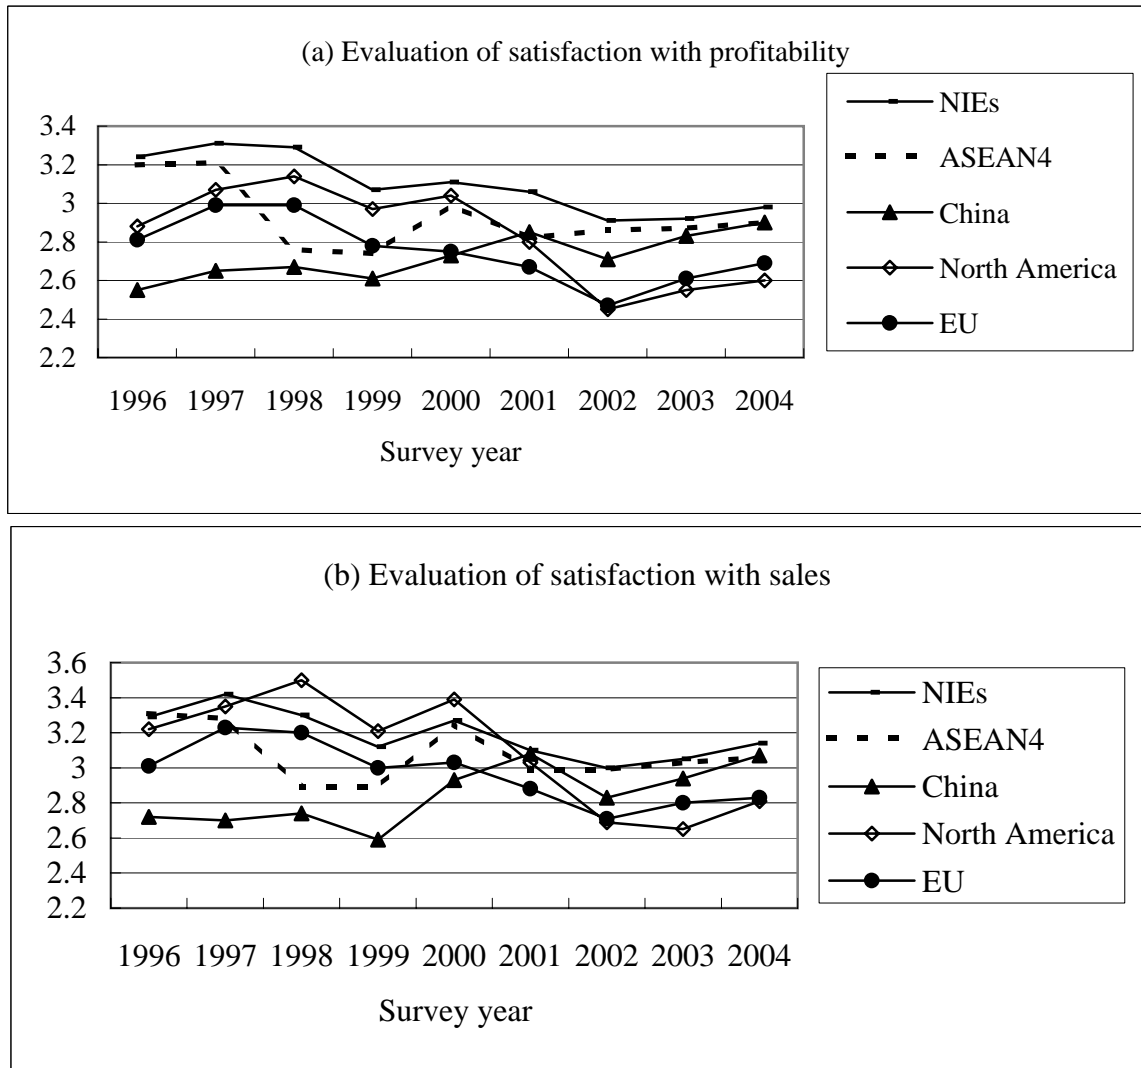 (a) Evaluation of satisfaction with profitability
3.4
3.2
3
2.8
2.6
2.4
2.2
1996 1997 1998 1999 2000 2001 2002 2003 2004
Survey year
NIEs
ASEAN4
China
North America
EU
(b) Evaluation of satisfaction with sales
3.6
3.4
3.2
3
2.8
2.6
2.4
2.2
1996 1997 1998 1999 2000 2001 2002 2003 2004
Survey year
NIEs
ASEAN4
China
North America
EU